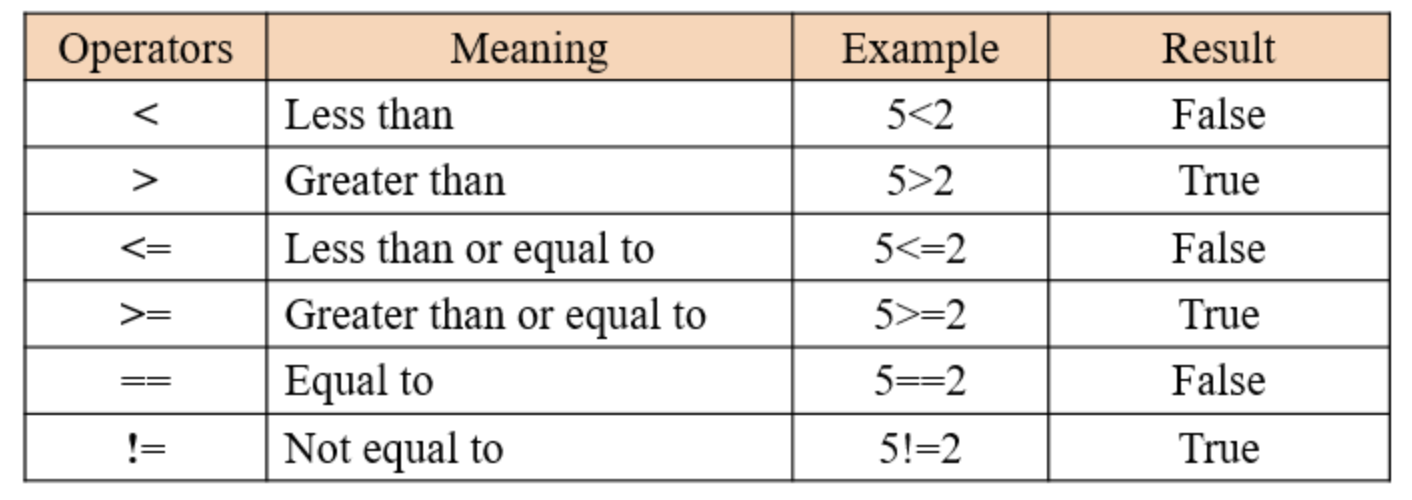 Operators Meaning Example Result
< Less than 5<2 False
> Greater than 5>2 True
<= Less than or equal to 5<=2 False
>= Greater than or equal to 5>=2 True
== Equal to 5==2 False
!= Not equal to 5!=2 True